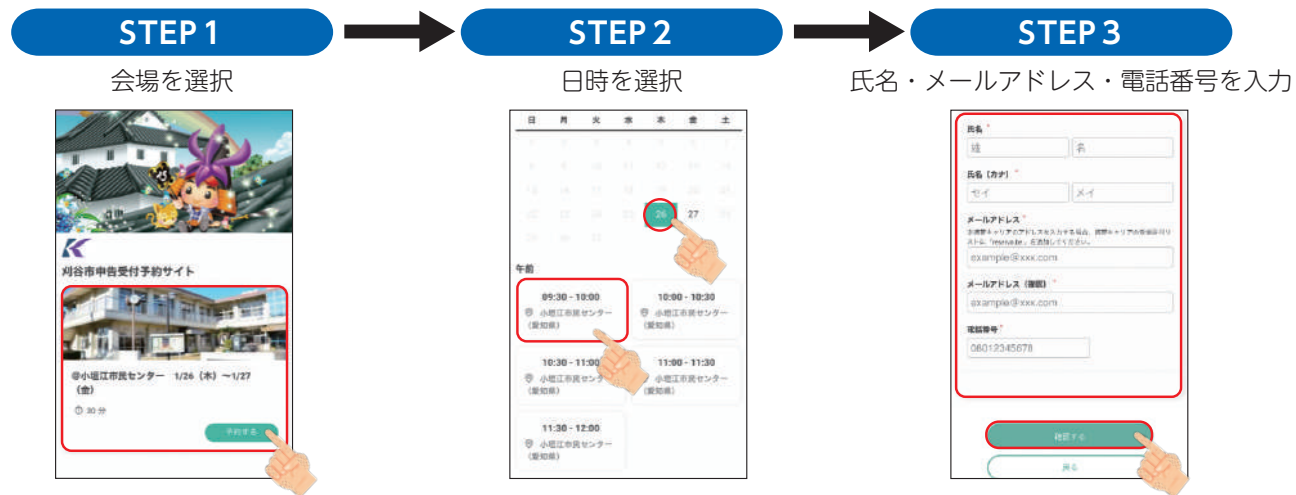 STEP 1
会場を選択
刈谷市申告受付予約サイト
@小垣江市民センター 1/26（木）～1/27
（金）
30 分
予約する
STEP 2
日時を選択
日 月 火 水 木 金 土
26 27
午前
09:30 - 10:00
小垣江市民センター
（愛知県）
10:00 - 10:30
小垣江市民センター
（愛知県）
10:30 - 11:00
小垣江市民センター
（愛知県）
11:00 - 11:30
小垣江市民センター
（愛知県）
11:30 - 12:00
小垣江市民センター
（愛知県）
STEP 3
氏名・メールアドレス・電話番号を入力
氏名 *
姓 名
氏名（カナ） *
セイ メイ
メールアドレス *
example@xxx.com
メールアドレス（確認） *
example@xxx.com
電話番号 *
08012345678
確認する
戻る